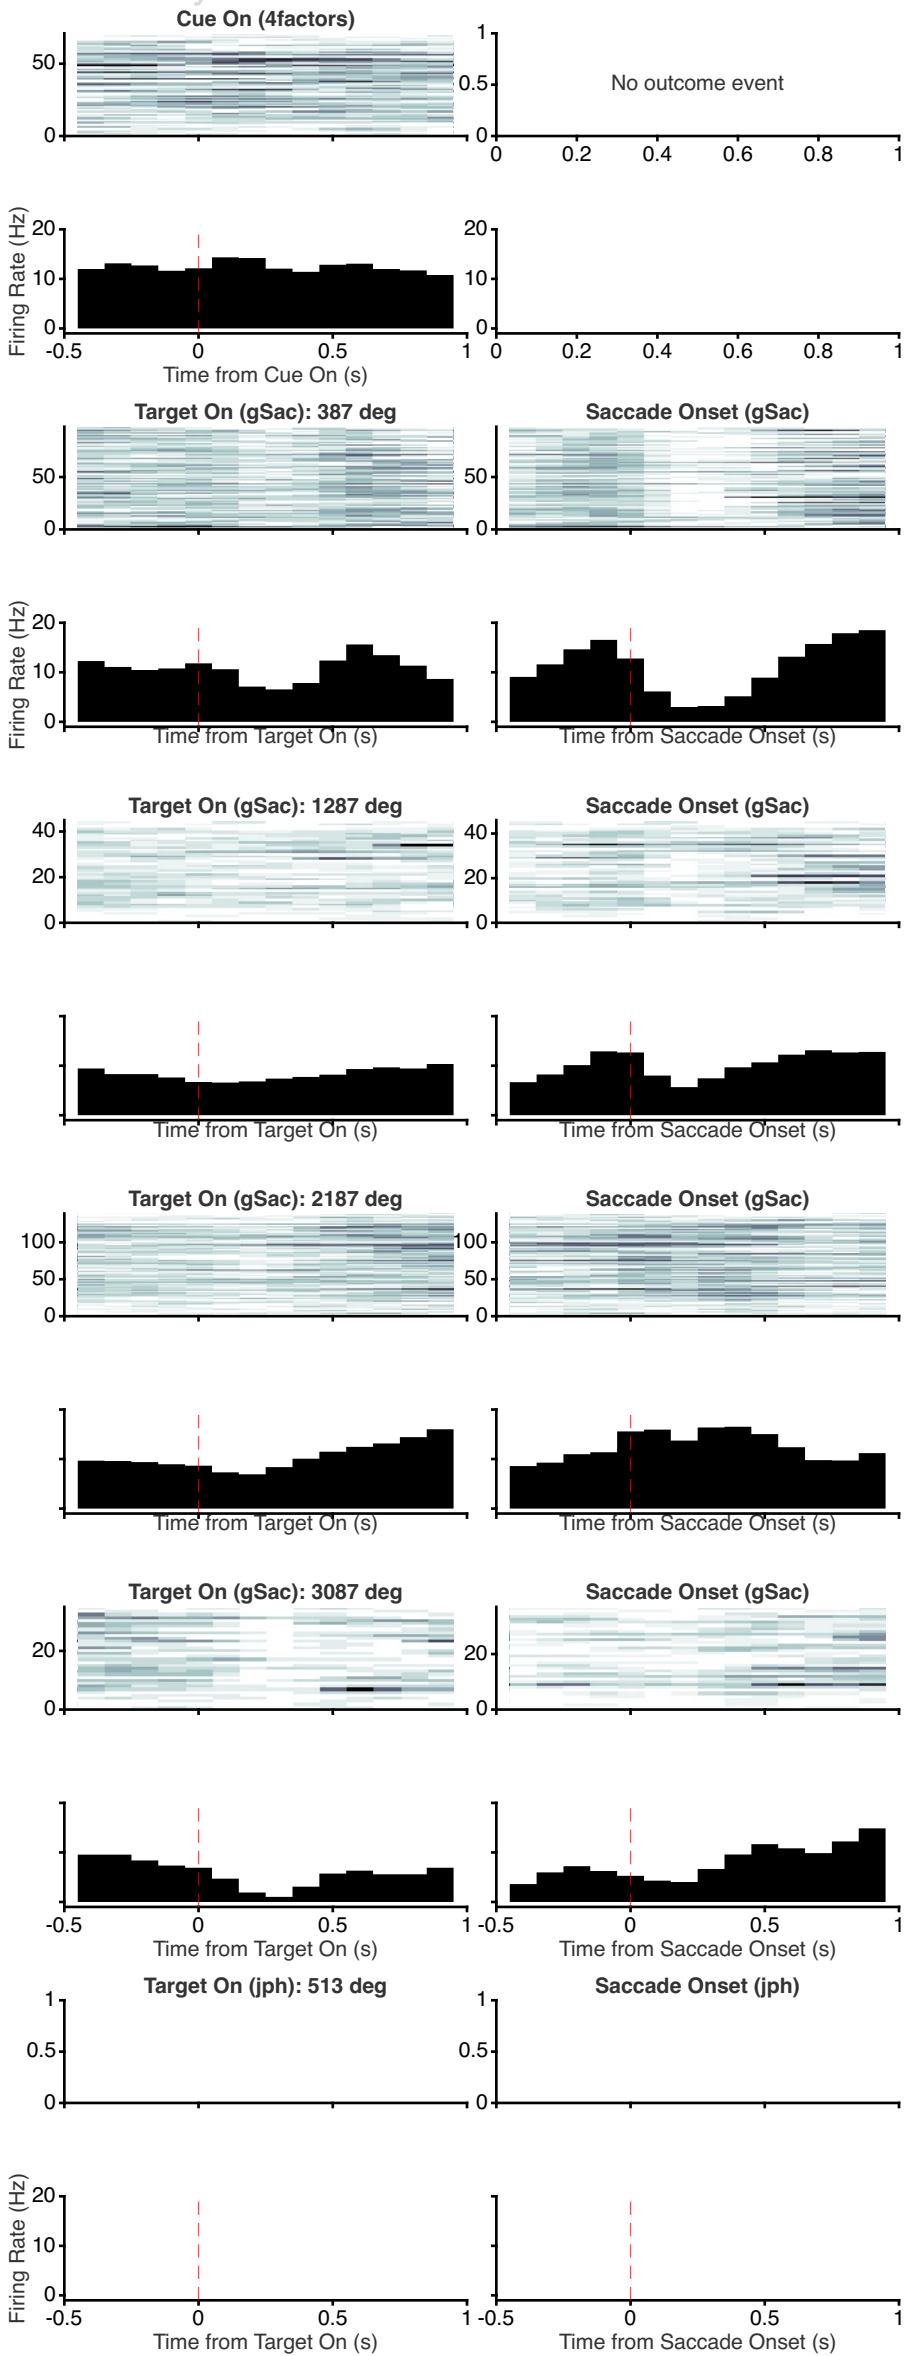 Cue On (4factors)
50
0
1
0.5
0
No outcome event
0 0.2 0.4 0.6 0.8 1
Firing Rate (Hz)
20
10
0
-0.5 0 0.5 1
Time from Cue On (s)
20
10
0
0 0.2 0.4 0.6 0.8 1
Target On (gSac): 387 deg
50
0
Saccade Onset (gSac)
50
0
Firing Rate (Hz)
20
10
0
Time from Target On (s)
Time from Saccade Onset (s)
Target On (gSac): 1287 deg
40
20
0
Saccade Onset (gSac)
40
20
0
Time from Target On (s)
Time from Saccade Onset (s)
Target On (gSac): 2187 deg
100
50
0
Saccade Onset (gSac)
100
50
0
Time from Target On (s)
Time from Saccade Onset (s)
Target On (gSac): 3087 deg
20
0
Saccade Onset (gSac)
20
0
-0.5 0 0.5 1
Time from Target On (s)
-0.5 0 0.5 1
Time from Saccade Onset (s)
Target On (jph): 513 deg
1
0.5
0
Saccade Onset (jph)
1
0.5
0
Firing Rate (Hz)
20
10
0
-0.5 0 0.5 1
Time from Target On (s)
-0.5 0 0.5 1
Time from Saccade Onset (s)